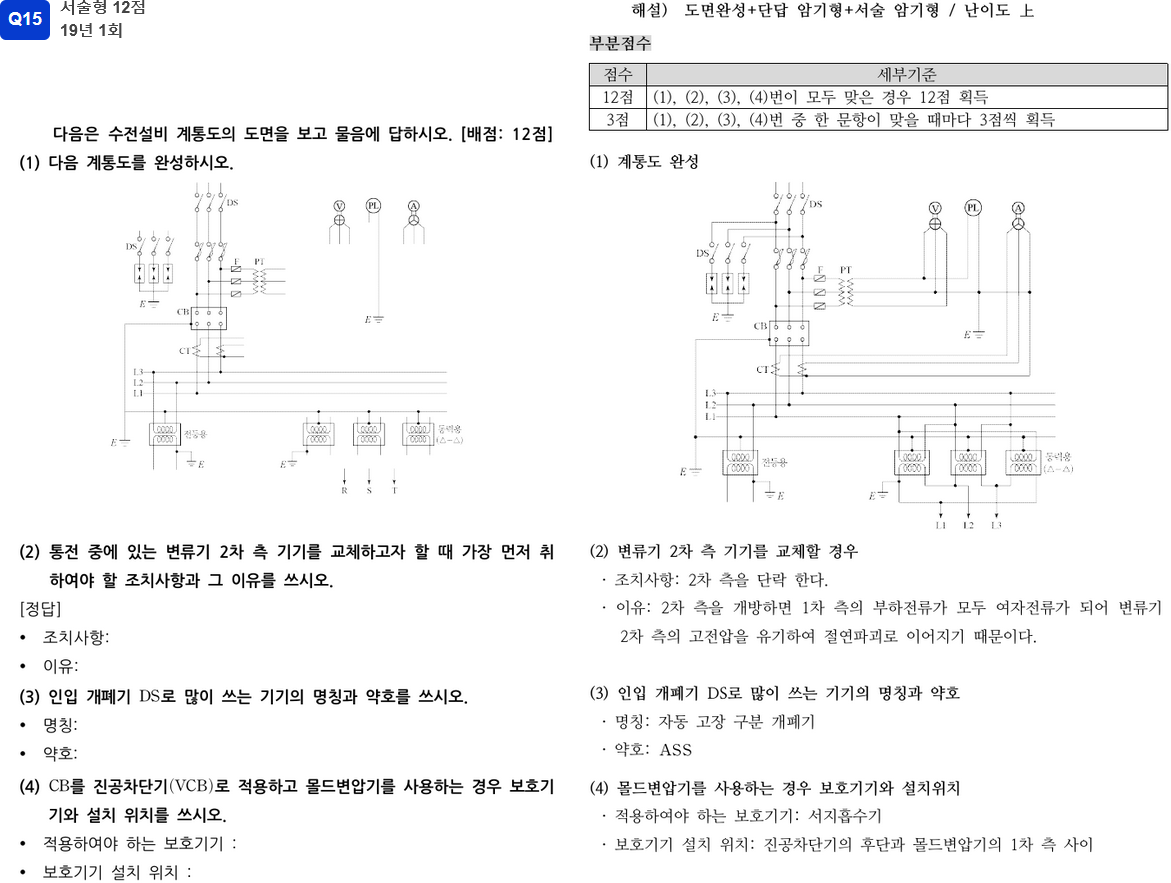 Q15
서술형 12점
19년 1회
다음은 수전설비 계통도의 도면을 보고 물음에 답하시오. [배점: 12점]
(1) 다음 계통도를 완성하시오.
DS
V
PL
A
DS
F
PT
E
CB
E
CT
L3
L2
L1
E
전등용
E
E
동력용
(△-△)
R S T
(2) 통전 중에 있는 변류기 2차 측 기기를 교체하고자 할 때 가장 먼저 취
하여야 할 조치사항과 그 이유를 쓰시오.
[정답]
• 조치사항:
• 이유:
(3) 인입 개폐기 DS로 많이 쓰는 기기의 명칭과 약호를 쓰시오.
• 명칭:
• 약호:
(4) CB를 진공차단기(VCB)로 적용하고 몰드변압기를 사용하는 경우 보호기
기와 설치 위치를 쓰시오.
• 적용하여야 하는 보호기기 :
• 보호기기 설치 위치 :
해설) 도면완성+단답 암기형+서술 암기형 / 난이도 上
부분점수
점수 세부기준
12점 (1), (2), (3), (4)번이 모두 맞은 경우 12점 획득
3점 (1), (2), (3), (4)번 중 한 문항이 맞을 때마다 3점씩 획득
(1) 계통도 완성
DS
V
PL
A
DS
F
PT
E
CB
E
CT
L3
L2
L1
E
전등용
E
E
동력용
(△-△)
L1 L2 L3
(2) 변류기 2차 측 기기를 교체할 경우
· 조치사항: 2차 측을 단락 한다.
· 이유: 2차 측을 개방하면 1차 측의 부하전류가 모두 여자전류가 되어 변류기
2차 측의 고전압을 유기하여 절연파괴로 이어지기 때문이다.
(3) 인입 개폐기 DS로 많이 쓰는 기기의 명칭과 약호
· 명칭: 자동 고장 구분 개폐기
· 약호: ASS
(4) 몰드변압기를 사용하는 경우 보호기기와 설치위치
· 적용하여야 하는 보호기기: 서지흡수기
· 보호기기 설치 위치: 진공차단기의 후단과 몰드변압기의 1차 측 사이